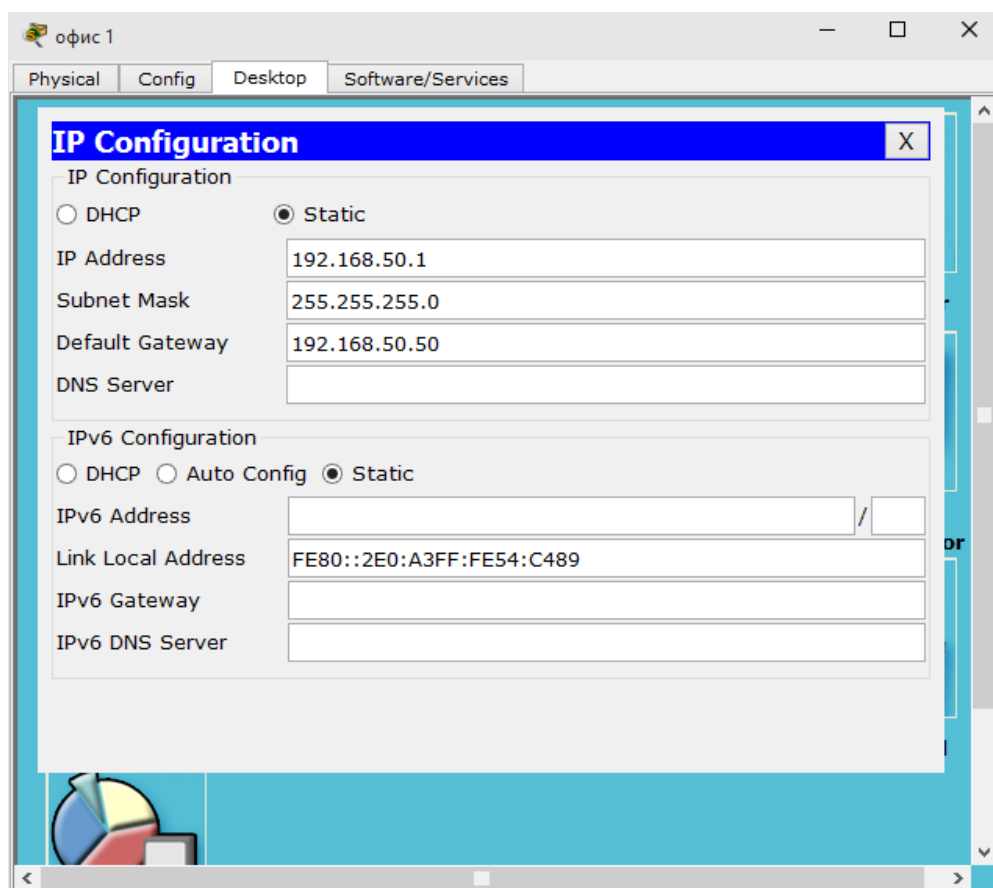 офис 1
Physical Config Desktop Software/Services
IP Configuration X
IP Configuration
DHCP Static
IP Address 192.168.50.1
Subnet Mask 255.255.255.0
Default Gateway 192.168.50.50
DNS Server
IPv6 Configuration
DHCP Auto Config Static
IPv6 Address /
or
Link Local Address FE80::2E0:A3FF:FE54:C489
IPv6 Gateway
IPv6 DNS Server